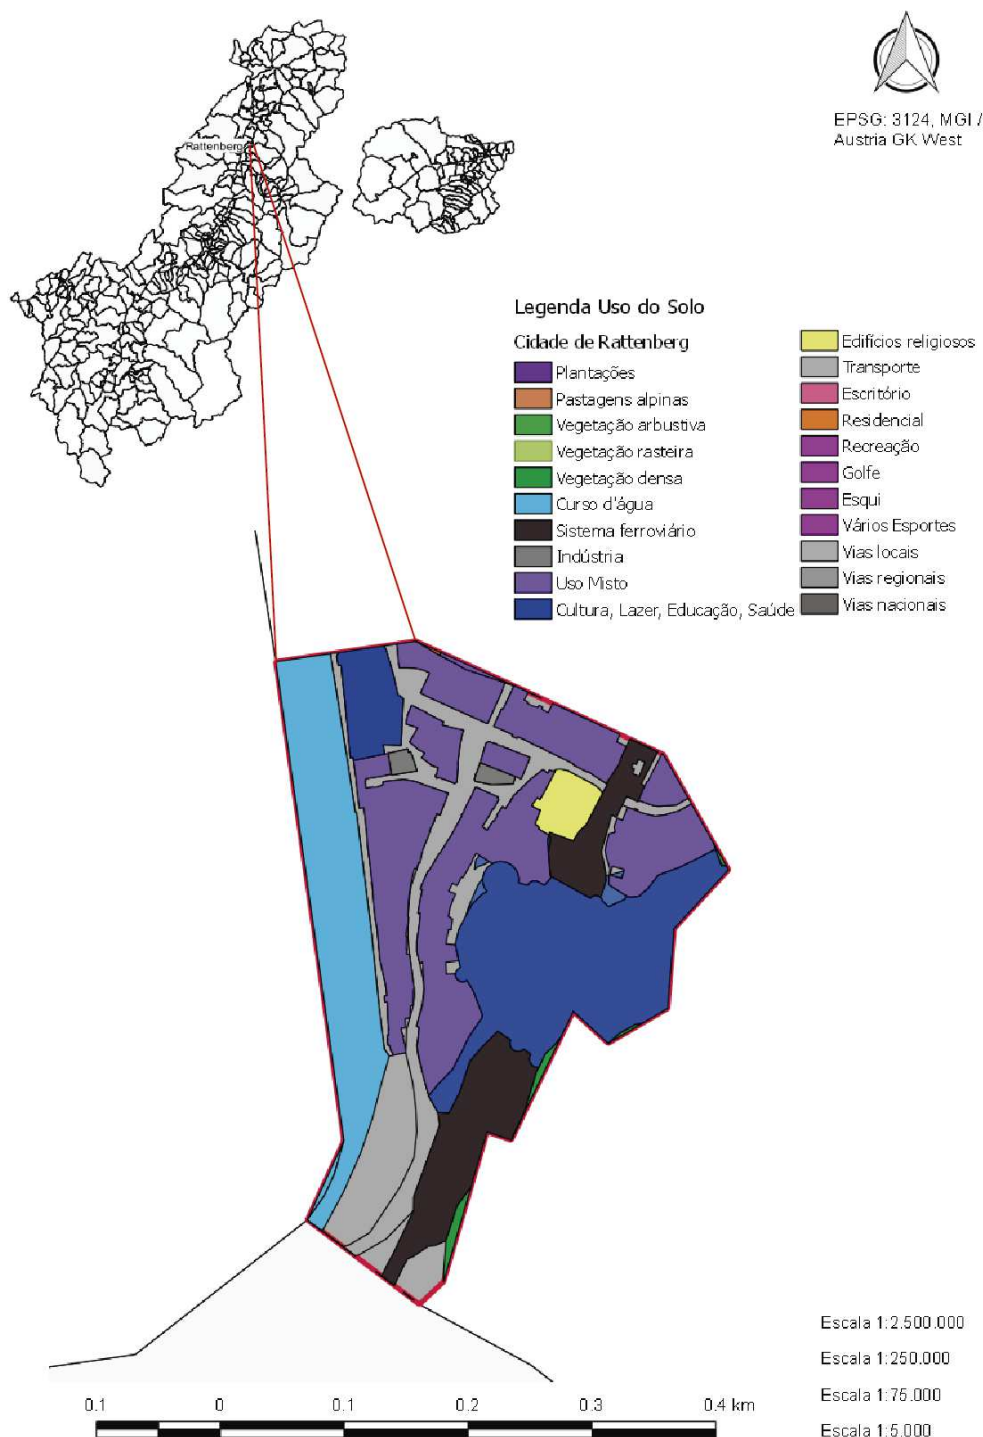 EPSG: 3124, MGI /
Austria GK West
Rattenberg
Legenda Uso do Solo
Cidade de Rattenberg
Plantações
Pastagens alpinas
Vegetação arbustiva
Vegetação rasteira
Vegetação densa
Curso d'água
Sistema ferroviário
Indústria
Uso Misto
Cultura, Lazer, Educação, Saúde
Edifícios religiosos
Transporte
Escritório
Residencial
Recreação
Golfe
Esqui
Vários Esportes
Vias locais
Vias regionais
Vias nacionais
Escala 1:2.500.000
Escala 1:250.000
Escala 1:75.000
Escala 1:5.000
0.1 0 0.1 0.2 0.3 0.4 km